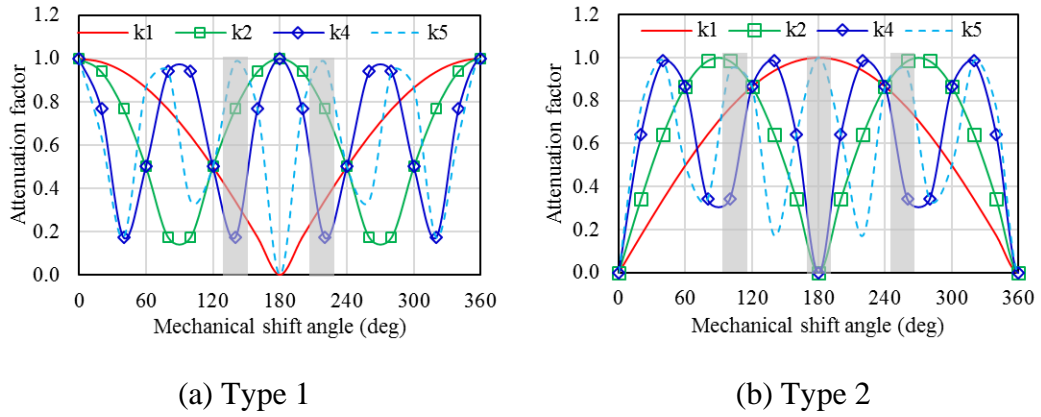 k1 k2 k4 k5
Attenuation factor
1.2
1.0
0.8
0.6
0.4
0.2
0.0
0 60 120 180 240 300 360
Mechanical shift angle (deg)
(a) Type 1
k1 k2 k4 k5
Attenuation factor
1.2
1.0
0.8
0.6
0.4
0.2
0.0
0 60 120 180 240 300 360
Mechanical shift angle (deg)
(b) Type 2